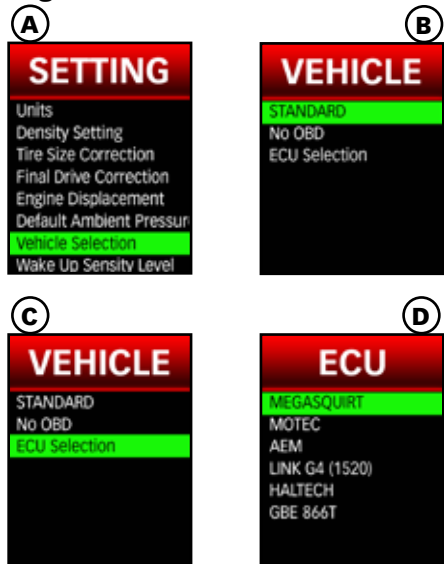 A
SETTING
Units
Density Setting
Tire Size Correction
Final Drive Correction
Engine Displacement
Default Ambient Pressur
Vehicle Selection
Wake Up Sensity Level
B
VEHICLE
STANDARD
No OBD
ECU Selection
C
VEHICLE
STANDARD
No OBD
ECU Selection
D
ECU
MEGASQUIRT
MOTEC
AEM
LINK G4 (1520)
HALTECH
GBE 866T